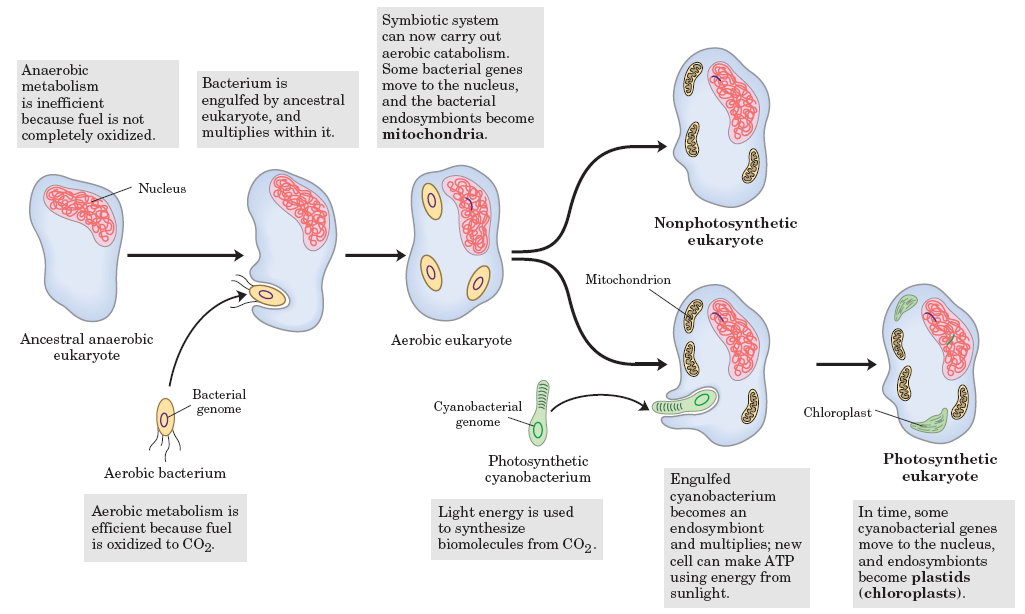 Anaerobic
metabolism
is inefficient
because fuel is not
completely oxidized.
Bacterium is
engulfed by ancestral
eukaryote, and
multiplies within it.
Symbiotic system
can now carry out
aerobic catabolism.
Some bacterial genes
move to the nucleus,
and the bacterial
endosymbionts become
mitochondria.
Nucleus
Ancestral anaerobic
eukaryote
Aerobic eukaryote
Nonphotosynthetic
eukaryote
Mitochondrion
Bacterial
genome
Aerobic bacterium
Aerobic metabolism is
efficient because fuel
is oxidized to CO₂.
Cyanobacterial
genome
Photosynthetic
cyanobacterium
Light energy is used
to synthesize
biomolecules from CO₂.
Engulfed
cyanobacterium
becomes an
endosymbiont
and multiplies; new
cell can make ATP
using energy from
sunlight.
Chloroplast
Photosynthetic
eukaryote
In time, some
cyanobacterial genes
move to the nucleus,
and endosymbionts
become plastids
(chloroplasts).